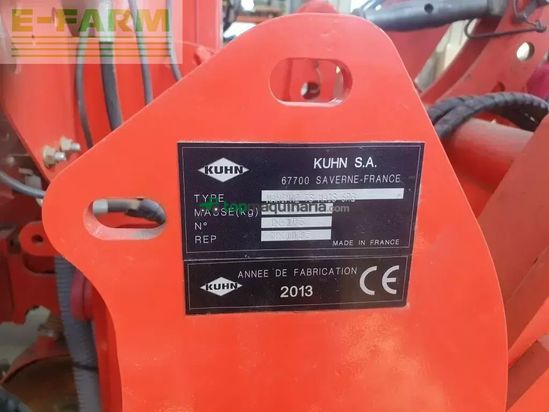 E-FARM
KUHN
KUHN S.A.
67700 SAVERNE-FRANCE
TYPE
MASSE(kg)
topmaquinaria.com
N°
REP
MADE IN FRANCE
KUHN
ANNEE DE FABRICATION
2013
CE